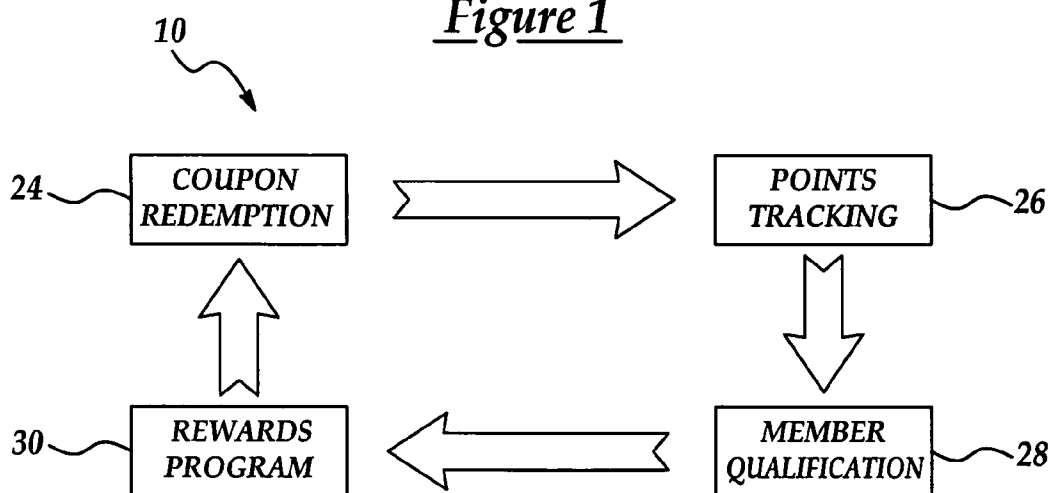 Figure 1
10
24
COUPON
REDEMPTION
POINTS
TRACKING
26
30
REWARDS
PROGRAM
MEMBER
QUALIFICATION
28